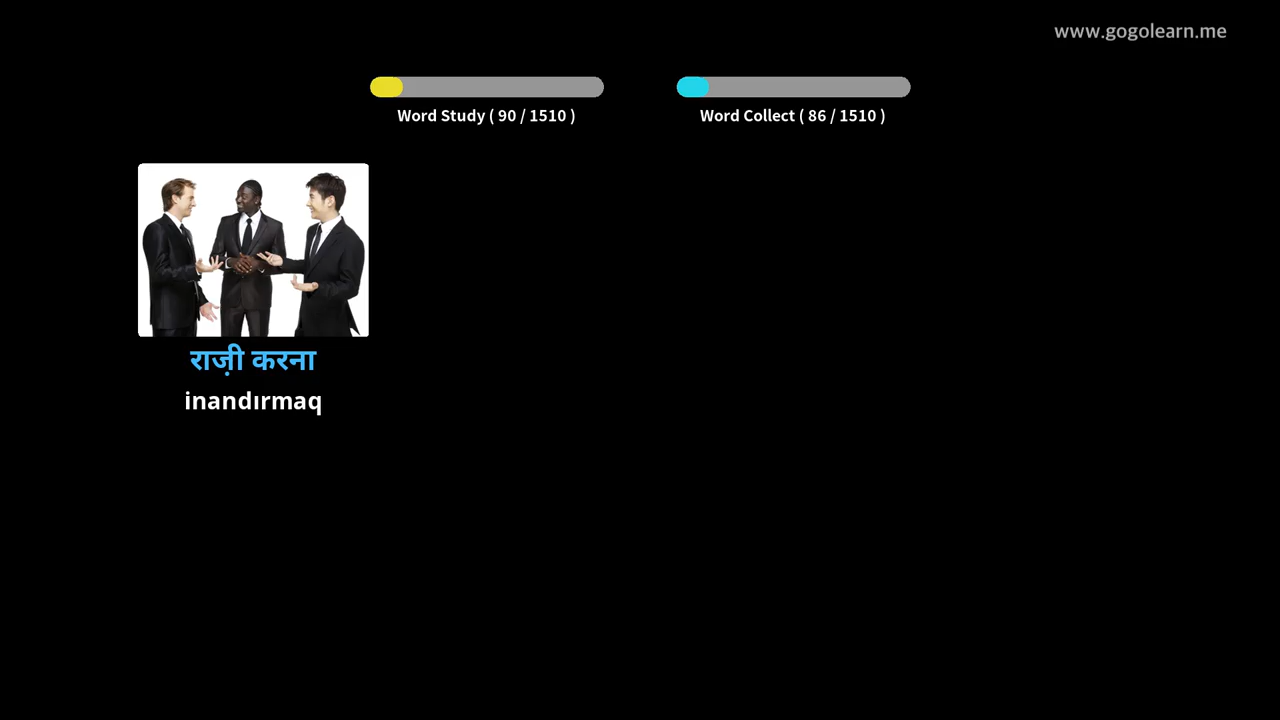 www.gogolearn.me
Word Study ( 90 / 1510 )
Word Collect ( 86 / 1510 )
राज़ी करना
inandırmaq